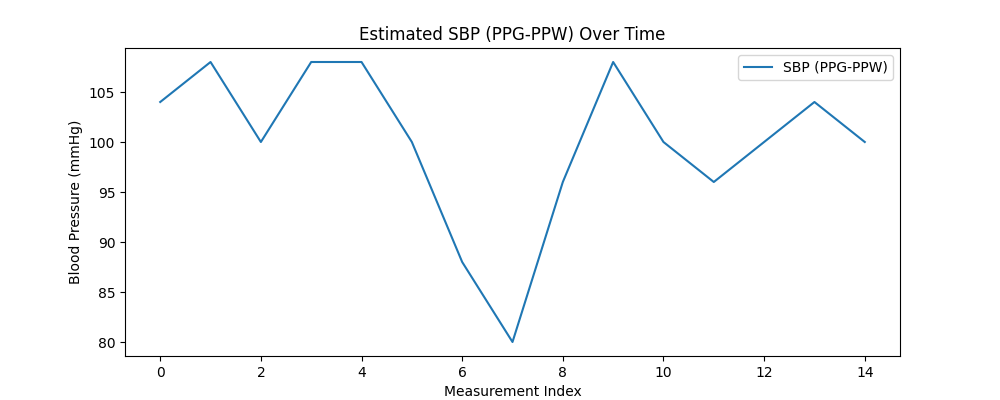 Estimated SBP (PPG-PPW) Over Time
SBP (PPG-PPW)
Blood Pressure (mmHg)
105
100
95
90
85
80
0 2 4 6 8 10 12 14
Measurement Index